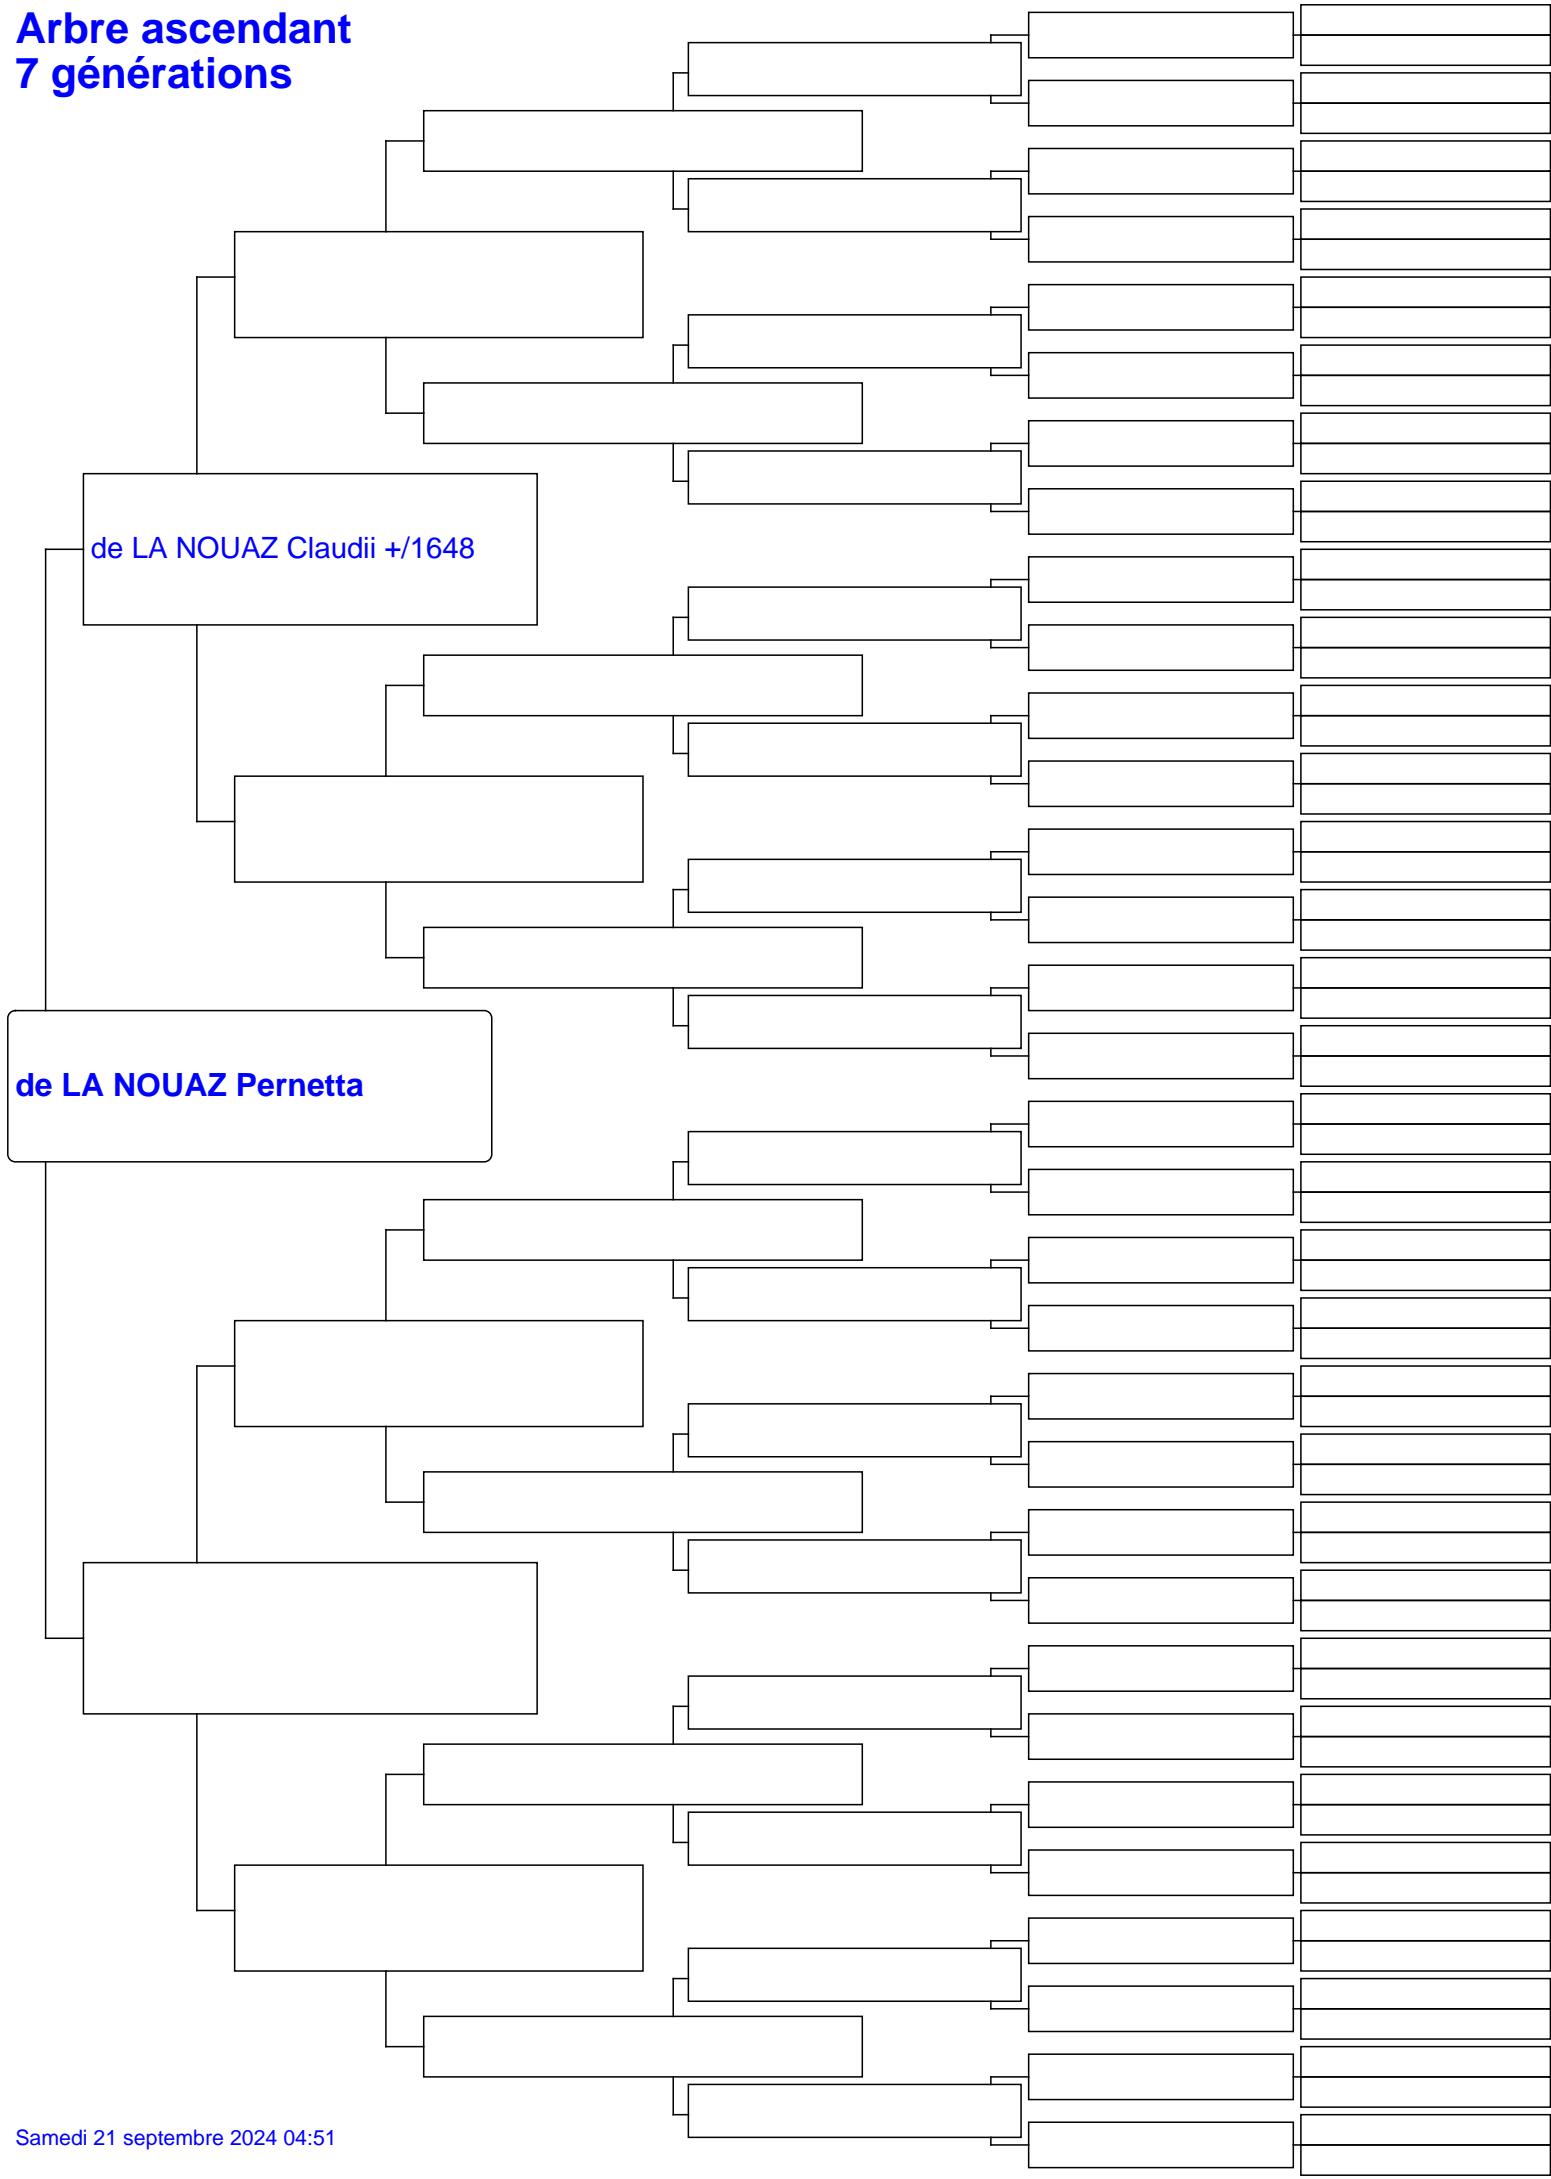 Arbre ascendant
7 générations
de LA NOUAZ Claudii +/1648
de LA NOUAZ Pernetta
Samedi 21 septembre 2024 04:51